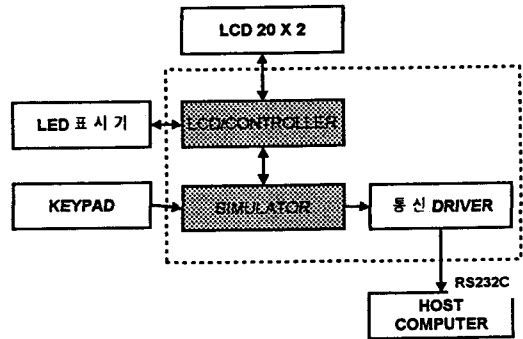 LCD 20 X 2
LED 표시기
LCD/CONTROLLER
KEYPAD
SIMULATOR
통신 DRIVER
RS232C
HOST
COMPUTER